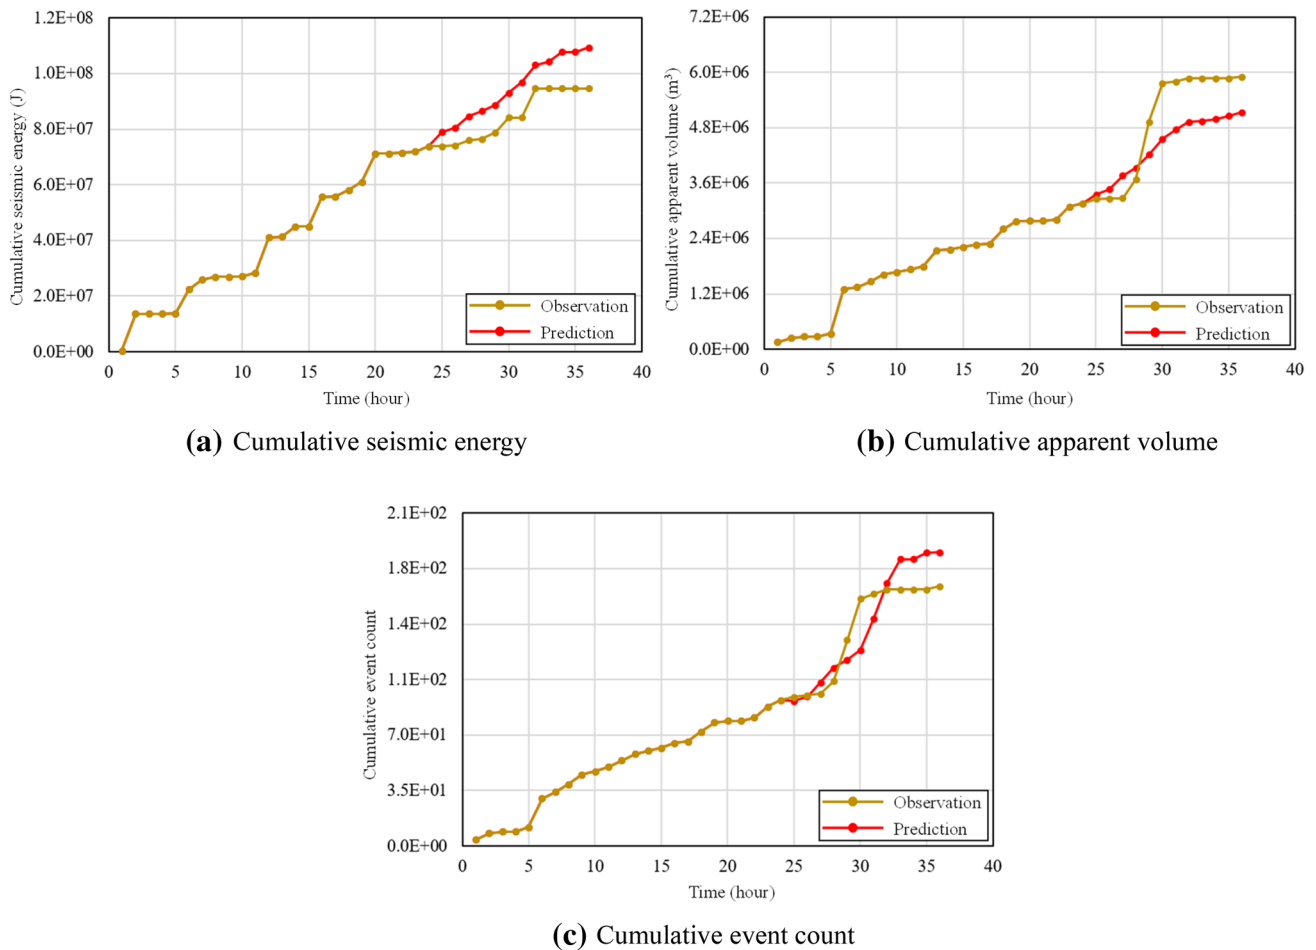 1.2E+08
1.0E+08
8.0E+07
6.0E+07
4.0E+07
2.0E+07
0.0E+00
Cumulative seismic energy (J)
0 5 10 15 20 25 30 35 40
Time (hour)
Observation
Prediction
(a) Cumulative seismic energy
7.2E+06
6.0E+06
4.8E+06
3.6E+06
2.4E+06
1.2E+06
0.0E+00
Cumulative apparent volume (m³)
0 5 10 15 20 25 30 35 40
Time (hour)
Observation
Prediction
(b) Cumulative apparent volume
2.1E+02
1.8E+02
1.4E+02
1.1E+02
7.0E+01
3.5E+01
0.0E+00
Cumulative event count
0 5 10 15 20 25 30 35 40
Time (hour)
Observation
Prediction
(c) Cumulative event count